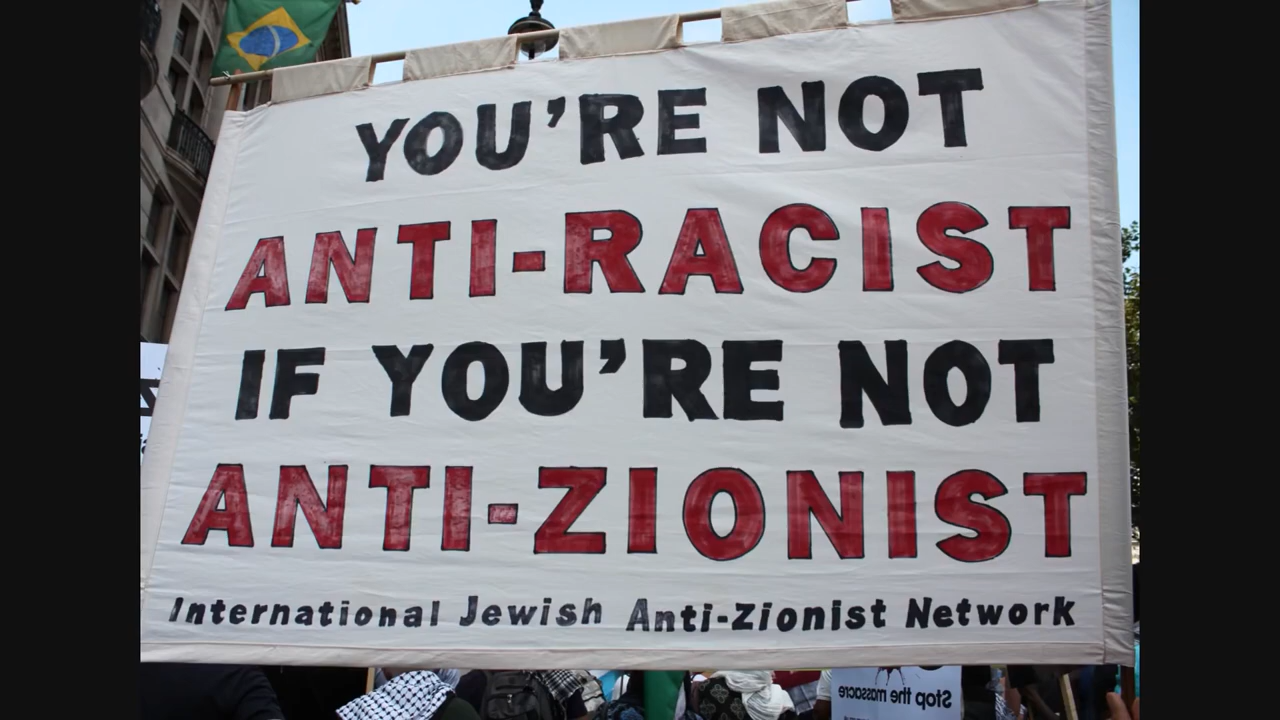 YOU'RE NOT
ANTI-RACIST
IF YOU'RE NOT
ANTI-ZIONIST
International Jewish Anti-Zionist Network
Stop the massacre